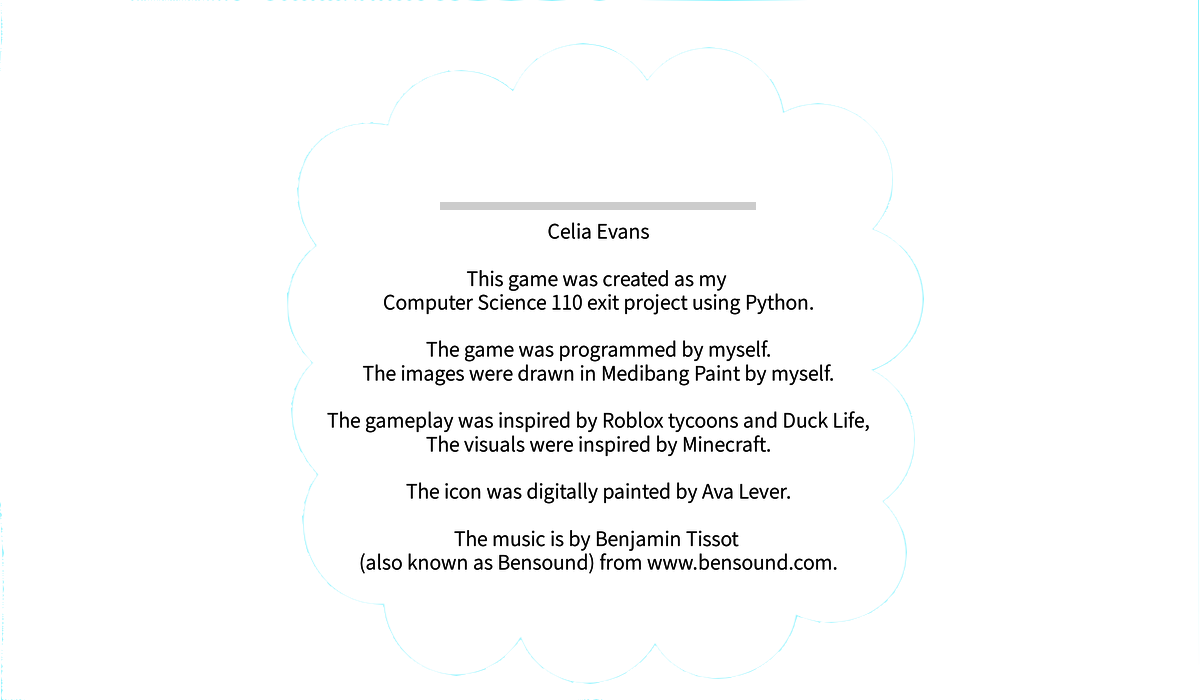 Celia Evans
This game was created as my
Computer Science 110 exit project using Python.
The game was programmed by myself.
The images were drawn in Medibang Paint by myself.
The gameplay was inspired by Roblox tycoons and Duck Life,
The visuals were inspired by Minecraft.
The icon was digitally painted by Ava Lever.
The music is by Benjamin Tissot
(also known as Bensound) from www.bensound.com.